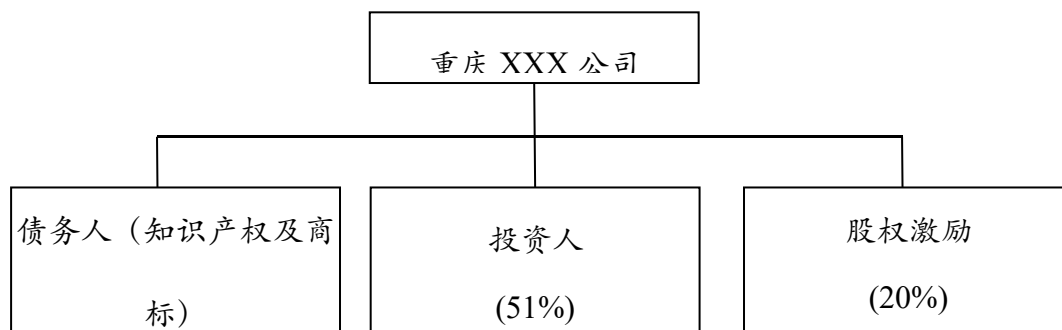 重庆 XXX 公司
债务人（知识产权及商
标）
投资人
(51%)
股权激励
(20%)